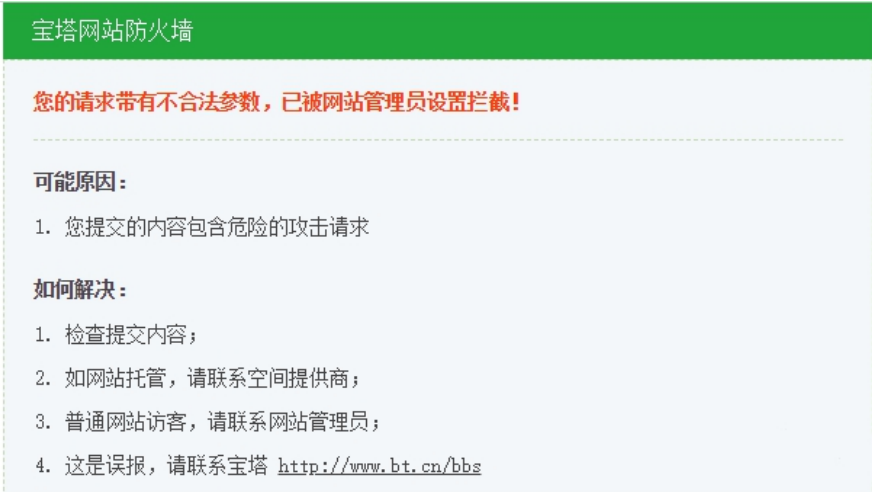 宝塔网站防火墙
您的请求带有不合法参数，已被网站管理员设置拦截！
可能原因：
1. 您提交的内容包含危险的攻击请求
如何解决：
1. 检查提交内容；
2. 如网站托管，请联系空间提供商；
3. 普通网站访客，请联系网站管理员；
4. 这是误报，请联系宝塔 http://www.bt.cn/bbs